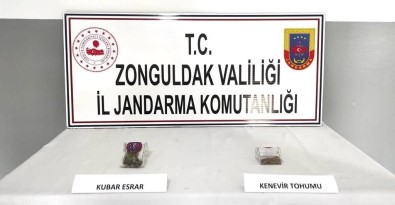 T.C.
ZONGULDAK VALİLİĞİ
İL JANDARMA KOMUTANLIĞI
KUBAR ESRAR
KENEVİR TOHUMU